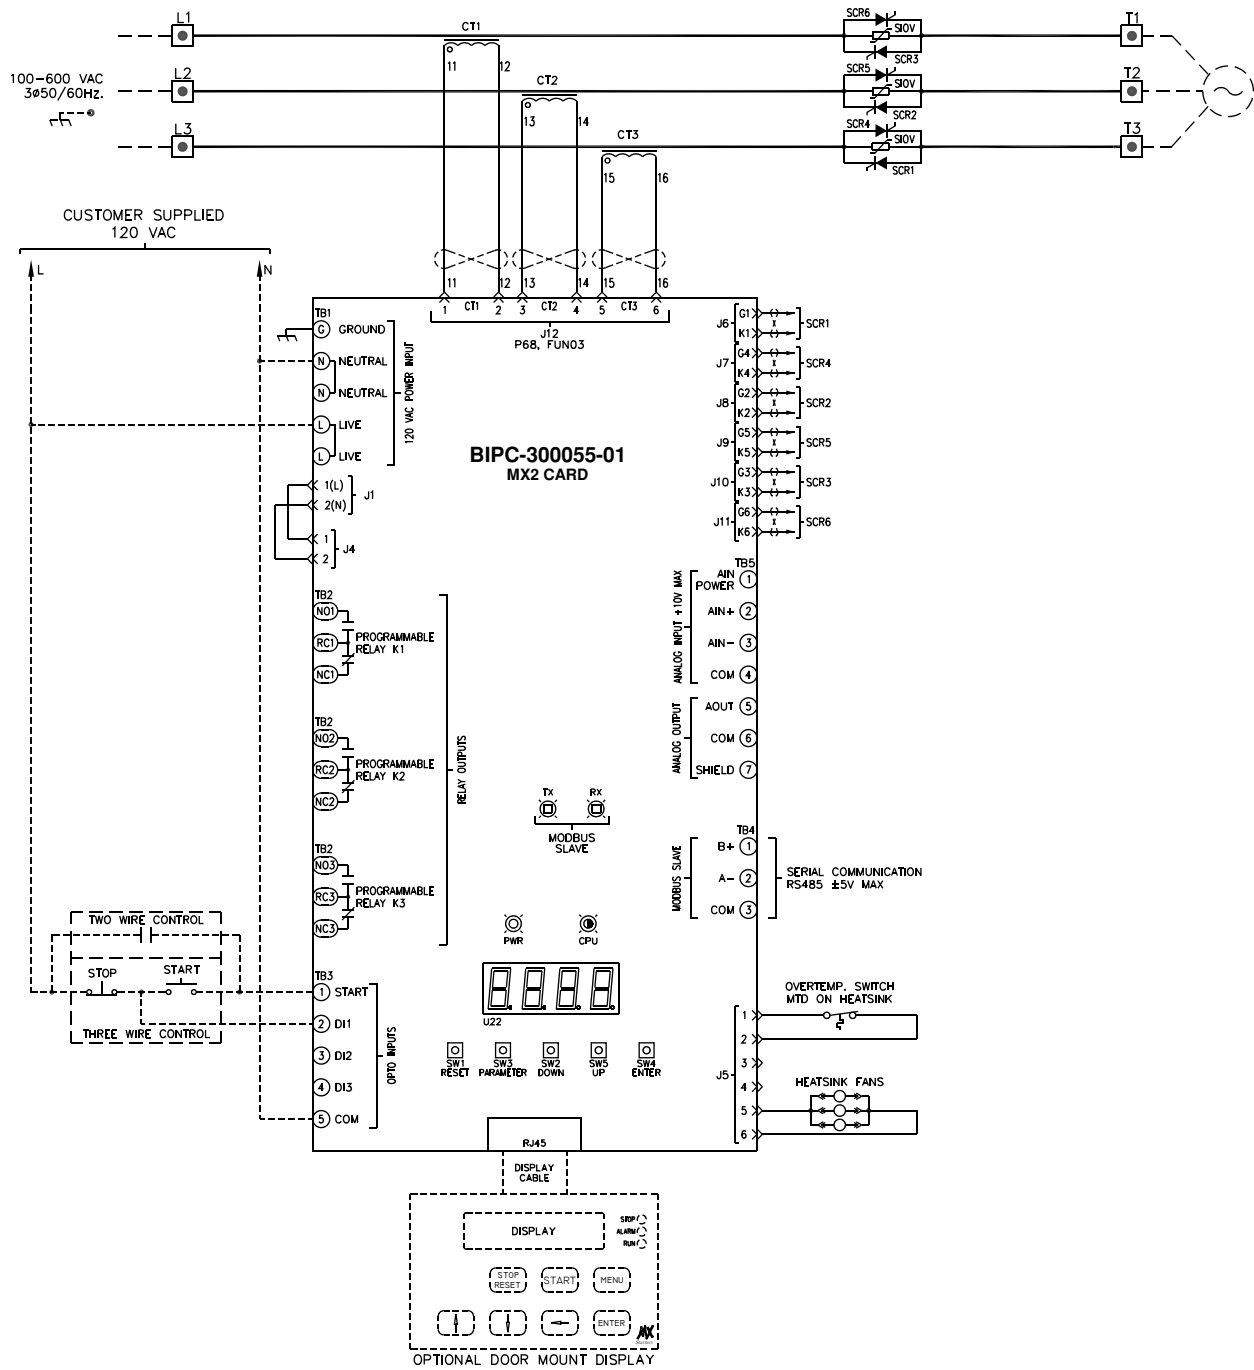 L1
CT1
SCR6
SIOV
SCR3
T1
11
12
100-600 VAC
3ø50/60Hz.
L2
CT2
SCR5
SIOV
SCR2
T2
13
14
L3
CT3
SCR4
SIOV
SCR1
T3
15
16
CUSTOMER SUPPLIED
120 VAC
L
N
11
12
13
14
15
16
CT1
CT2
CT3
1
2
3
4
5
6
J12
P68, FUN03
TB1
G GROUND
N NEUTRAL
N NEUTRAL
L LIVE
L LIVE
120 VAC POWER INPUT
1(L)
2(N)
J1
1
2
J4
BIPC-300055-01
MX2 CARD
J6 G1 K1 SCR1
J7 G4 K4 SCR4
J8 G2 K2 SCR2
J9 G5 K5 SCR5
J10 G3 K3 SCR3
J11 G6 K6 SCR6
TB2
NO1
RC1
NC1
PROGRAMMABLE
RELAY K1
TB2
NO2
RC2
NC2
PROGRAMMABLE
RELAY K2
TB2
NO3
RC3
NC3
PROGRAMMABLE
RELAY K3
RELAY OUTPUTS
TB5
AIN
POWER 1
AIN+ 2
AIN- 3
COM 4
ANALOG INPUT +10V MAX
AOUT 5
COM 6
SHIELD 7
ANALOG OUTPUT
TX
RX
MODBUS
SLAVE
TB4
B+ 1
A- 2
COM 3
MODBUS SLAVE
SERIAL COMMUNICATION
RS485 ±5V MAX
PWR
CPU
U22
TWO WIRE CONTROL
STOP
START
THREE WIRE CONTROL
TB3
1 START
2 DI1
3 DI2
4 DI3
5 COM
OPTO INPUTS
SW1
RESET
SW3
PARAMETER
SW2
DOWN
SW5
UP
SW4
ENTER
J5
1
2
3
4
5
6
OVERTEMP. SWITCH
MTD ON HEATSINK
HEATSINK FANS
RJ45
DISPLAY
CABLE
DISPLAY
STOP
ALARM
RUN
STOP
RESET
START
MENU
ENTER
MX
OPTIONAL DOOR MOUNT DISPLAY